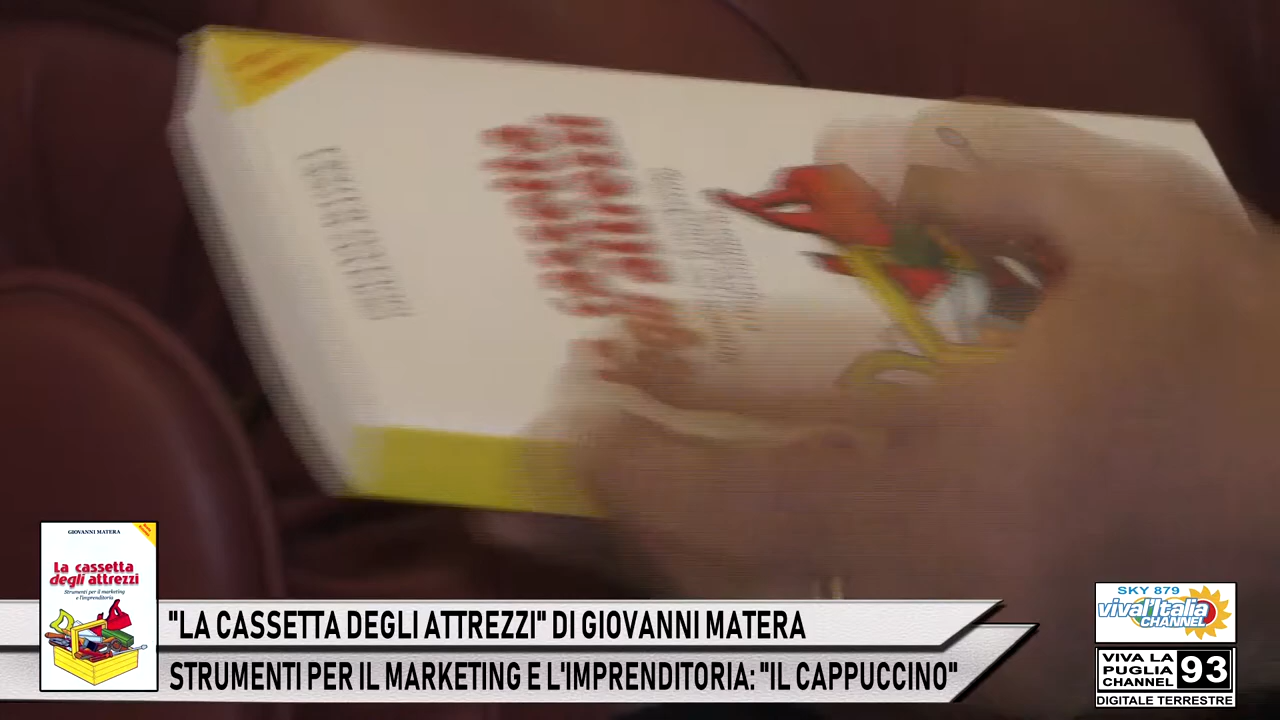 GIOVANNI MATERA
La cassetta
degli attrezzi
Strumenti per il marketing
e l'imprenditoria
"LA CASSETTA DEGLI ATTREZZI" DI GIOVANNI MATERA
STRUMENTI PER IL MARKETING E L'IMPRENDITORIA: "IL CAPPUCCINO"
SKY 879
viva l'Italia
CHANNEL
VIVA LA
PUGLIA
CHANNEL
93
DIGITALE TERRESTRE